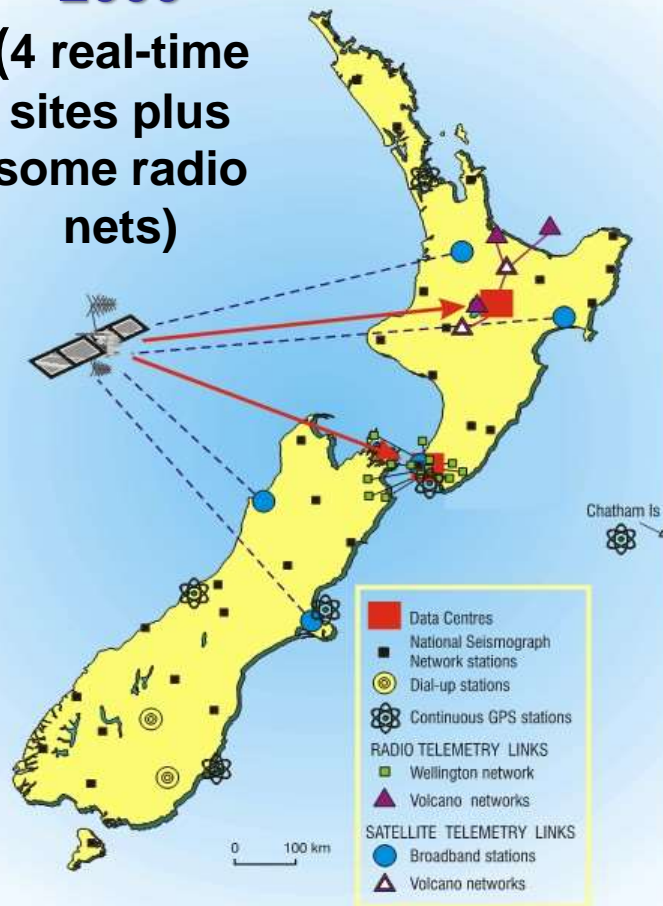 (4 real-time
sites plus
some radio
nets)
Chatham Is
Data Centres
National Seismograph
Network stations
Dial-up stations
Continuous GPS stations
RADIO TELEMETRY LINKS
Wellington network
Volcano networks
SATELLITE TELEMETRY LINKS
Broadband stations
Volcano networks
0 100 km